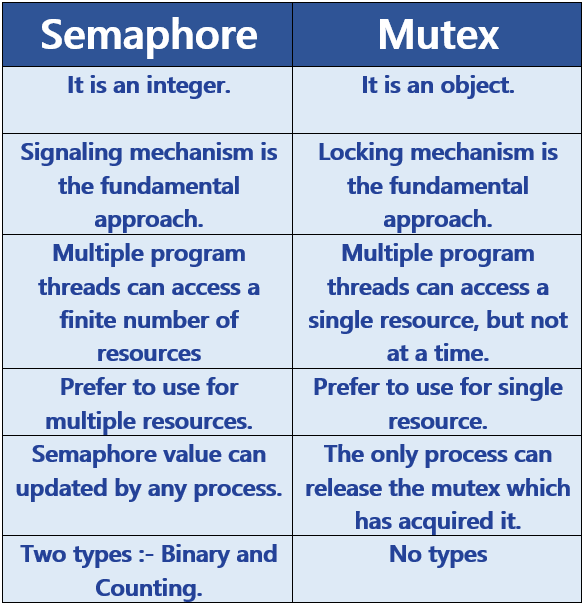 Semaphore
Mutex
It is an integer.
It is an object.
Signaling mechanism is
the fundamental
approach.
Locking mechanism is
the fundamental
approach.
Multiple program
threads can access a
finite number of
resources
Multiple program
threads can access a
single resource, but not
at a time.
Prefer to use for
multiple resources.
Prefer to use for single
resource.
Semaphore value can
updated by any process.
The only process can
release the mutex which
has acquired it.
Two types :- Binary and
Counting.
No types